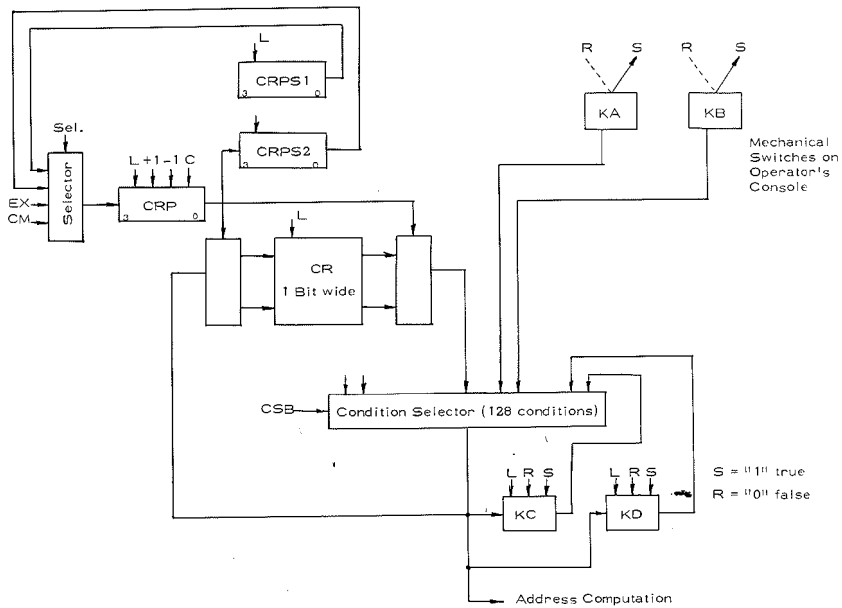 L
CRPS1
3 0
R S R S
KA KB
CRPS2
3 0
Mechanical
Switches on
Operator's
Console
Sel.
Selector
L +1 -1 C
EX
CM
CRP
3 0
L
CR
1 Bit wide
CSB
Condition Selector (128 conditions)
L R S L R S
S = "1" true
R = "0" false
KC KD
Address Computation